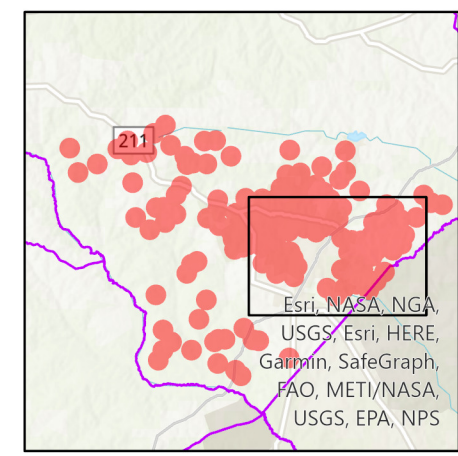 211
Esri, NASA, NGA,
USGS, Esri, HERE,
Garmin, SafeGraph,
FAO, METI/NASA,
USGS, EPA, NPS